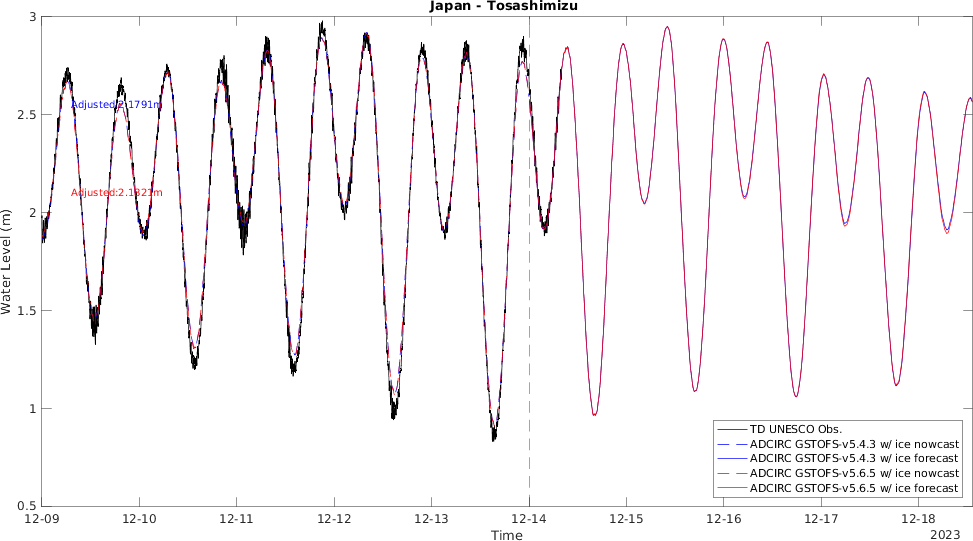 Japan - Tosashimizu
Water Level (m)
3
2.5
2
1.5
1
0.5
Adjusted:2.1791m
Adjusted:2.1321m
TD UNESCO Obs.
ADCIRC GSTOFS-v5.4.3 w/ ice nowcast
ADCIRC GSTOFS-v5.4.3 w/ ice forecast
ADCIRC GSTOFS-v5.6.5 w/ ice nowcast
ADCIRC GSTOFS-v5.6.5 w/ ice forecast
12-09 12-10 12-11 12-12 12-13 12-14 12-15 12-16 12-17 12-18
Time
2023